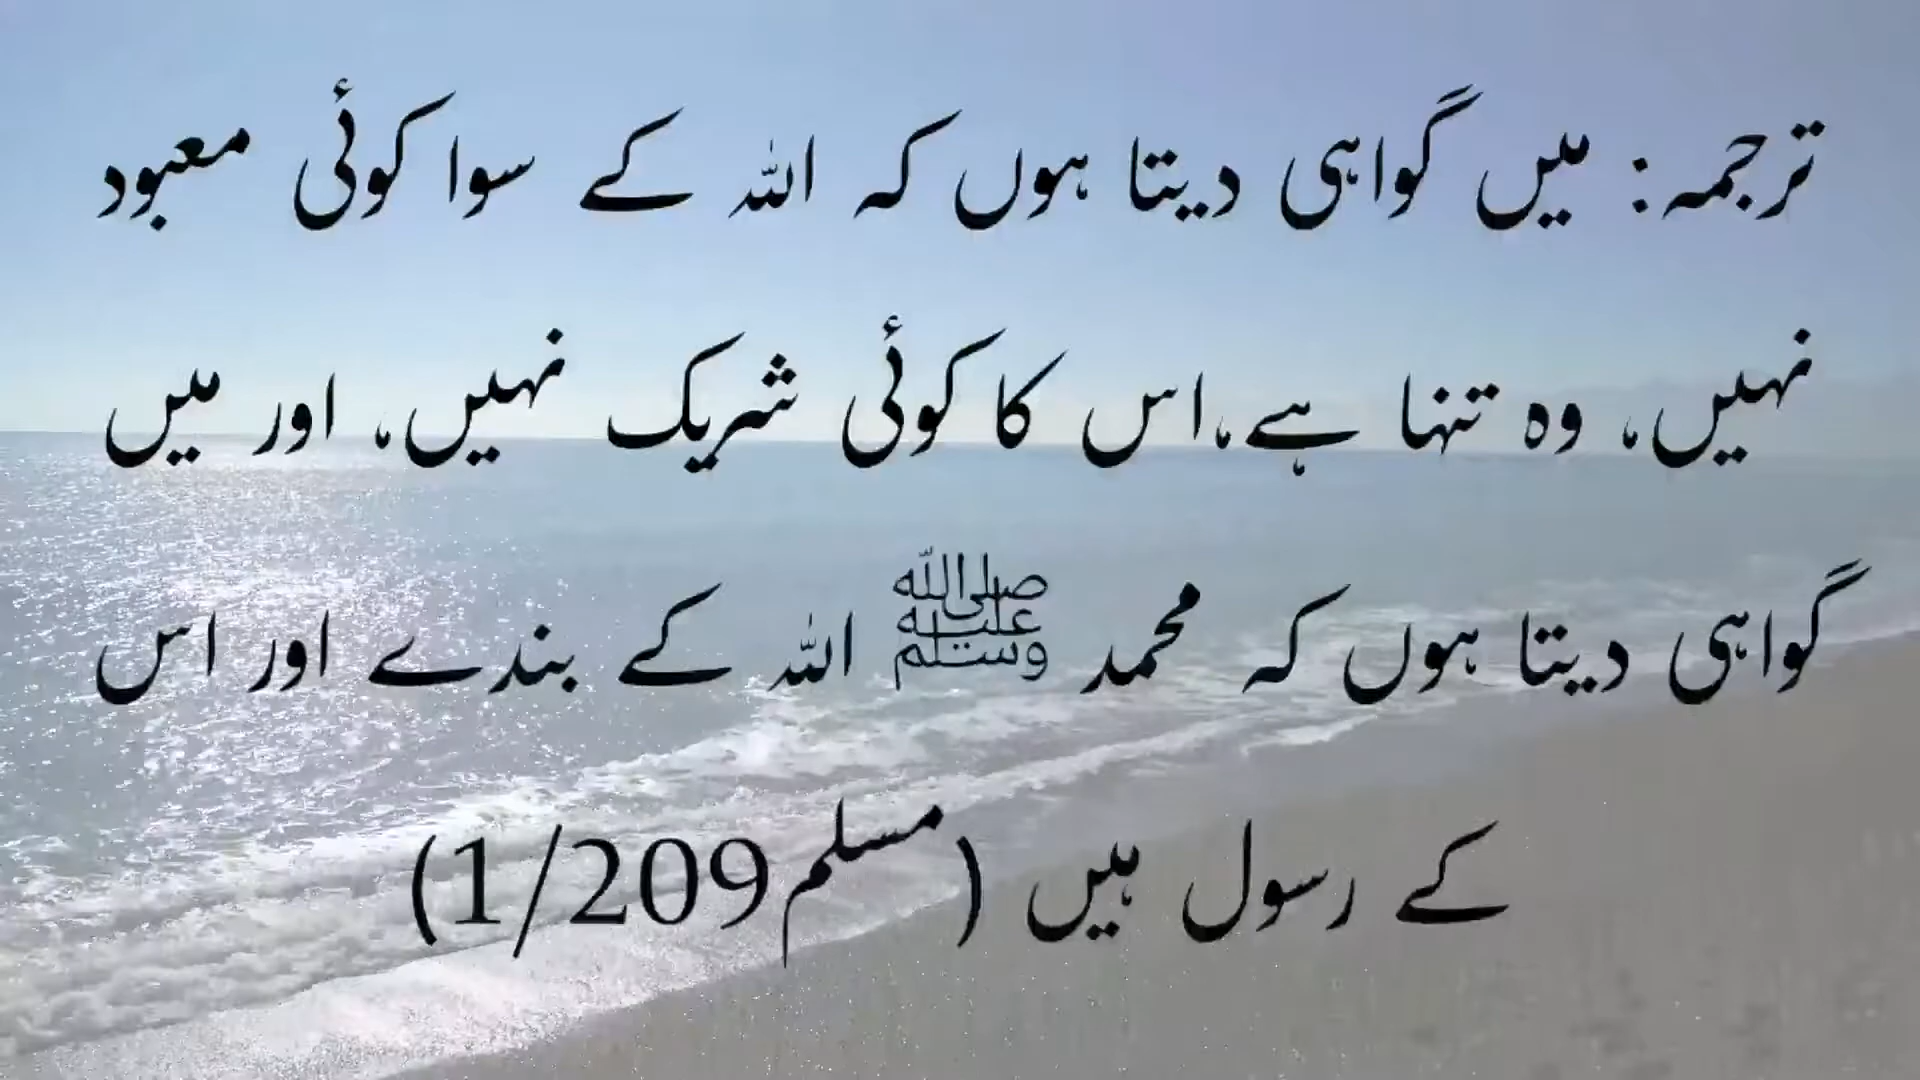 ترجمہ: میں گواہی دیتا ہوں کہ اللہ کے سوا کوئی معبود
نہیں، وہ تنہا ہے،اس کا کوئی شریک نہیں، اور میں
گواہی دیتا ہوں کہ محمد ﷺ اللہ کے بندے اور اس
کے رسول ہیں (مسلم1/209)